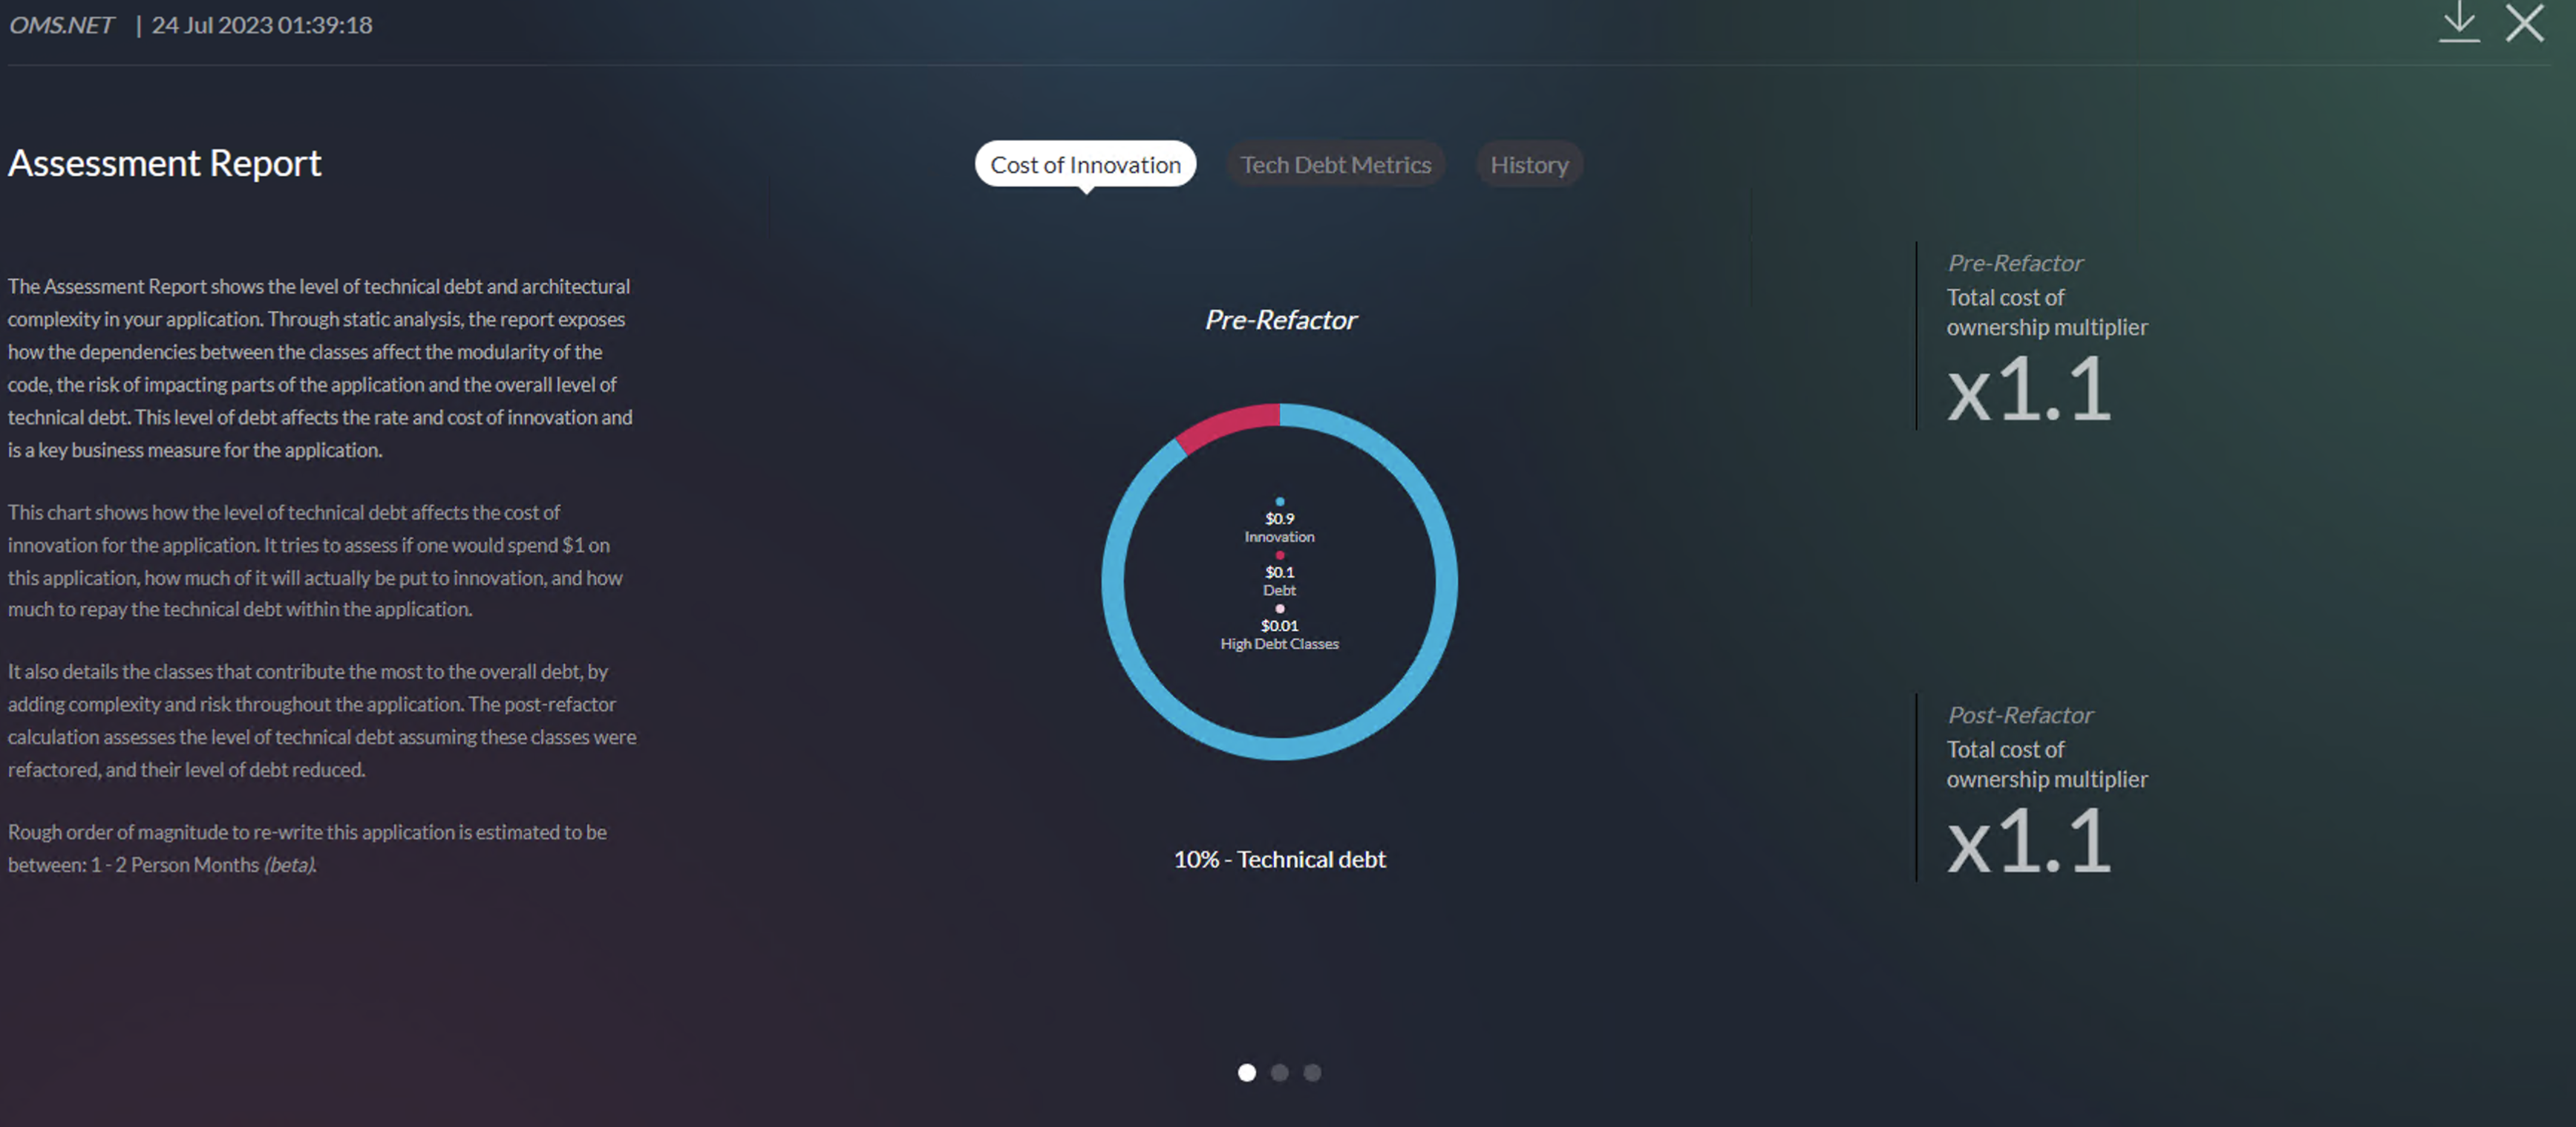 OMS.NET | 24 Jul 2023 01:39:18
Assessment Report
Cost of Innovation
Tech Debt Metrics
History
The Assessment Report shows the level of technical debt and architectural
complexity in your application. Through static analysis, the report exposes
how the dependencies between the classes affect the modularity of the
code, the risk of impacting parts of the application and the overall level of
technical debt. This level of debt affects the rate and cost of innovation and
is a key business measure for the application.
This chart shows how the level of technical debt affects the cost of
innovation for the application. It tries to assess if one would spend $1 on
this application, how much of it will actually be put to innovation, and how
much to repay the technical debt within the application.
It also details the classes that contribute the most to the overall debt, by
adding complexity and risk throughout the application. The post-refactor
calculation assesses the level of technical debt assuming these classes were
refactored, and their level of debt reduced.
Rough order of magnitude to re-write this application is estimated to be
between: 1 - 2 Person Months (beta).
Pre-Refactor
$0.9
Innovation
$0.1
Debt
$0.01
High Debt Classes
10% - Technical debt
Pre-Refactor
Total cost of
ownership multiplier
x1.1
Post-Refactor
Total cost of
ownership multiplier
x1.1